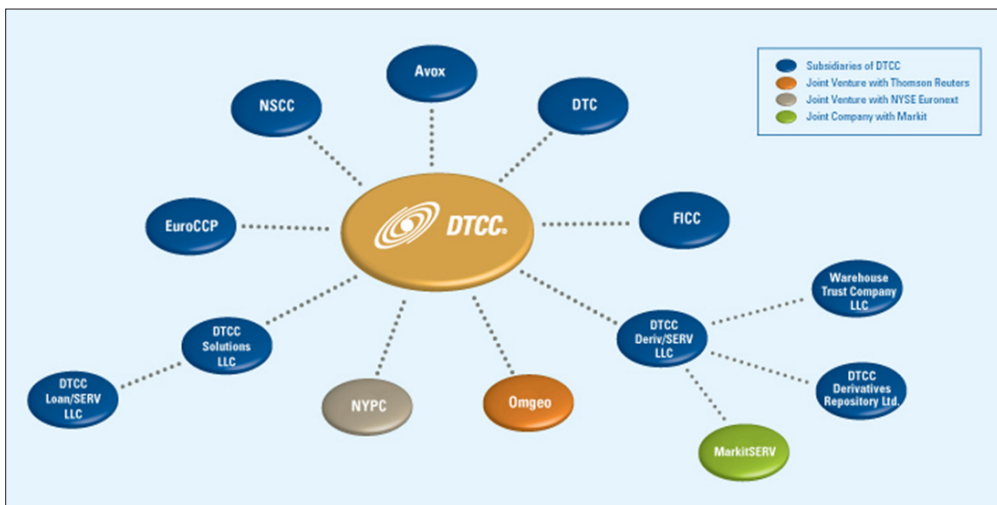 Avox
NSCC
DTC
Subsidiaries of DTCC
Joint Venture with Thomson Reuters
Joint Venture with NYSE Euronext
Joint Company with Markit
EuroCCP
DTCC®
FICC
Warehouse
Trust Company
LLC
DTCC
Solutions
LLC
DTCC
Deriv/SERV
LLC
DTCC
Loan/SERV
LLC
NYPC
Omgeo
DTCC
Derivatives
Repository Ltd.
MarkitSERV